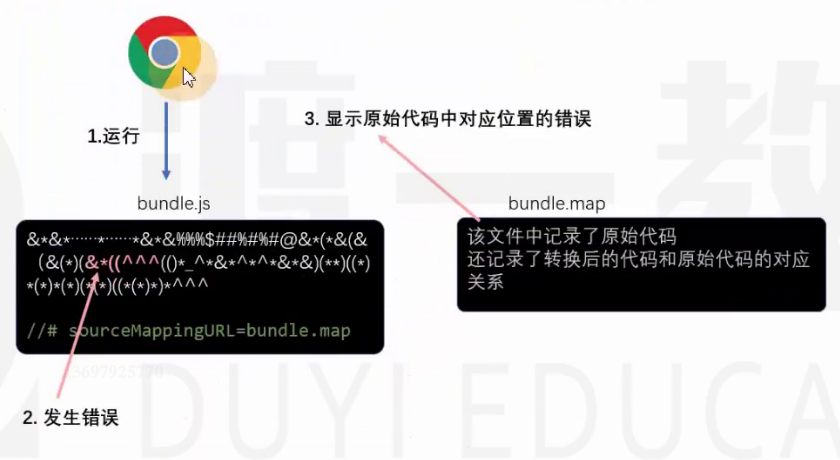 1.运行
3. 显示原始代码中对应位置的错误
bundle.js
&*&*······*······*&*&%%%$##%#%#@&*(*&(&
(&(*)(&*((^^^(()*_^*&*^*^*&*&)(**)((*)
*(*)*(*)(*(*)((*(*)*)*^^^
//# sourceMappingURL=bundle.map
bundle.map
该文件中记录了原始代码
还记录了转换后的代码和原始代码的对应
关系
2. 发生错误
渡一教
DUYI EDUCA